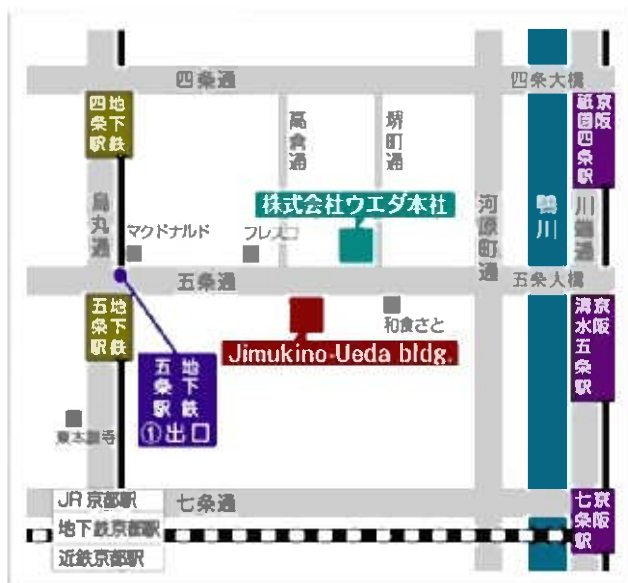 四条通
四条大橋
地下鉄
四条駅
京阪
祇園四条駅
高倉通
堺町通
烏丸通
河原町通
鴨川
川端通
株式会社ウエダ本社
マクドナルド
フレスコ
五条通
五条大橋
地下鉄
五条駅
和食さと
京阪
清水五条駅
Jimukino-Ueda bldg.
地下鉄
五条駅
①出口
東本願寺
JR京都駅
七条通
地下鉄京都駅
近鉄京都駅
京阪
七条駅